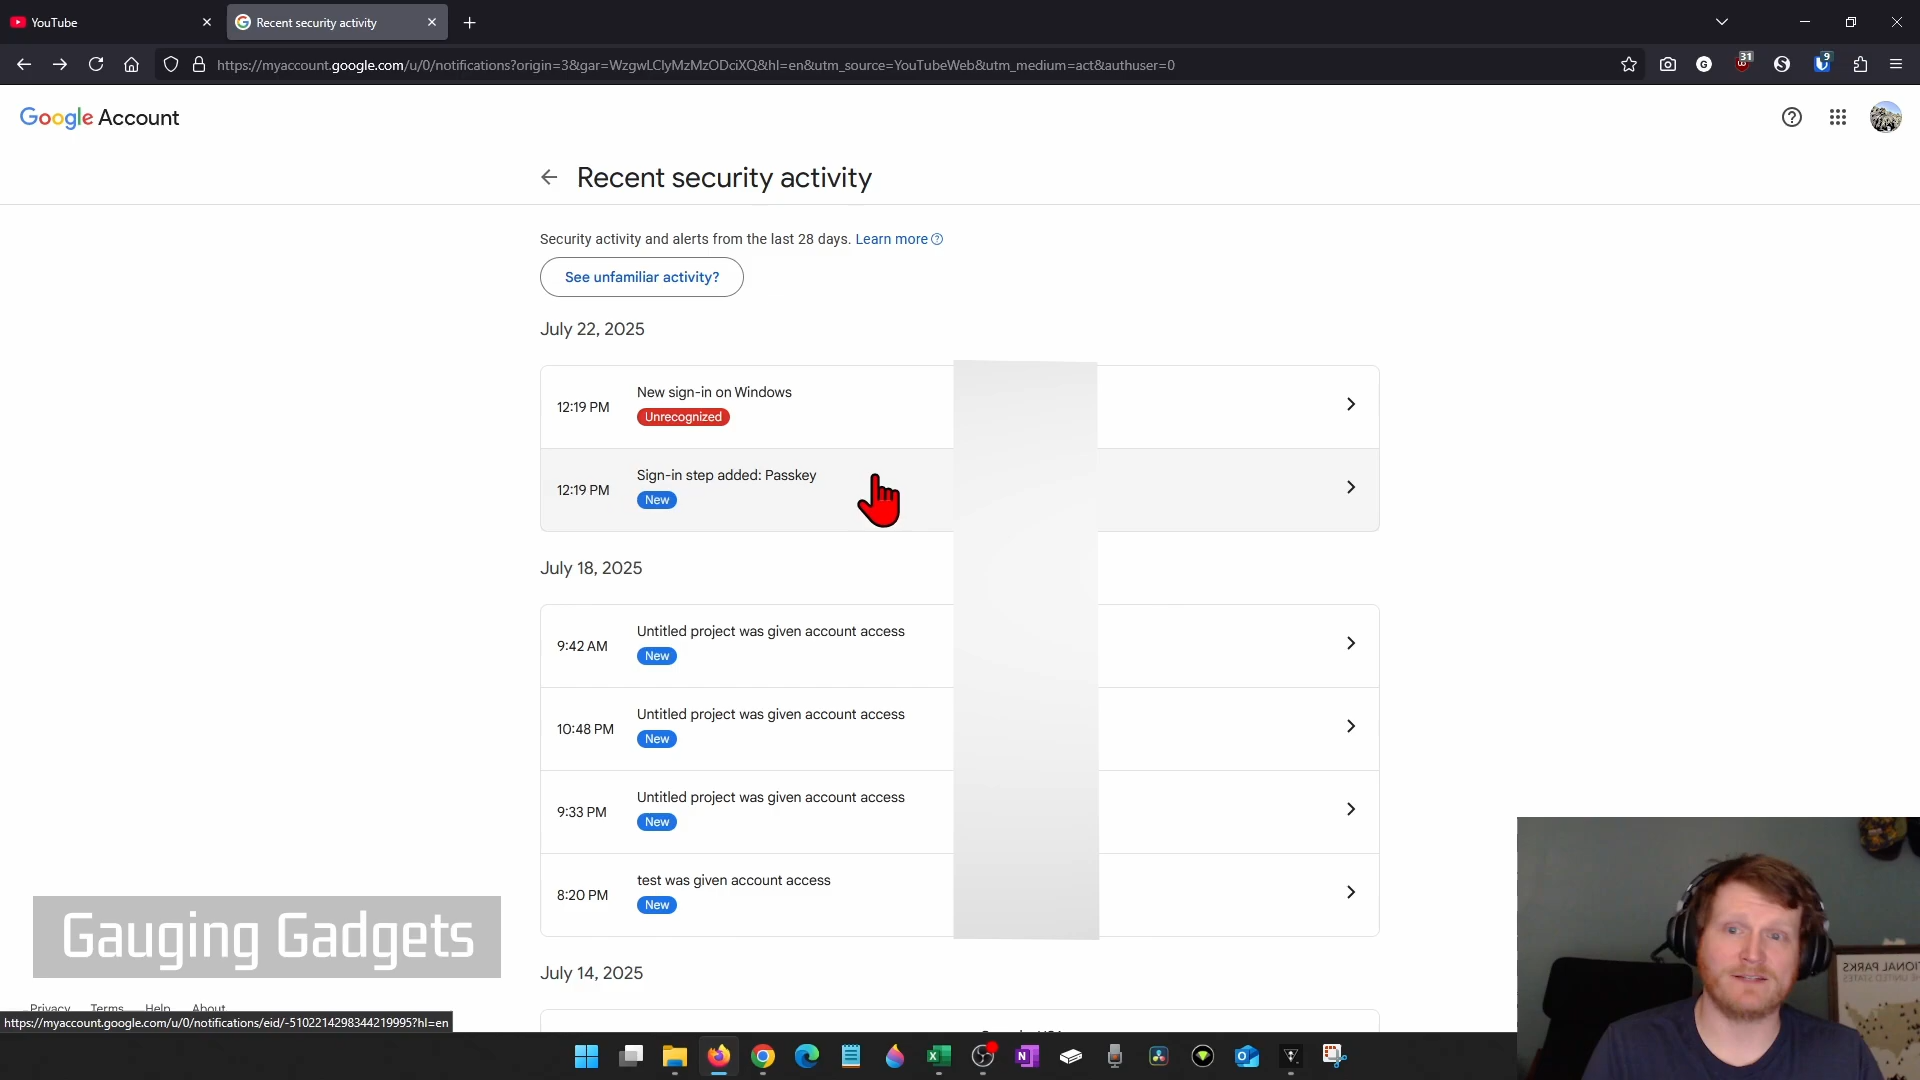 YouTube
Recent security activity
https://myaccount.google.com/u/0/notifications?origin=3&gar=WzgwLClyMzMzODciXQ&hl=en&utm_source=YouTubeWeb&utm_medium=act&authuser=0
31
9
Google Account
Recent security activity
Security activity and alerts from the last 28 days. Learn more
See unfamiliar activity?
July 22, 2025
12:19 PM
New sign-in on Windows
Unrecognized
12:19 PM
Sign-in step added: Passkey
New
July 18, 2025
9:42 AM
Untitled project was given account access
New
10:48 PM
Untitled project was given account access
New
9:33 PM
Untitled project was given account access
New
8:20 PM
test was given account access
New
July 14, 2025
Gauging Gadgets
Privacy Terms Help About
https://myaccount.google.com/u/0/notifications/eid/-5102214298344219995?hl=en